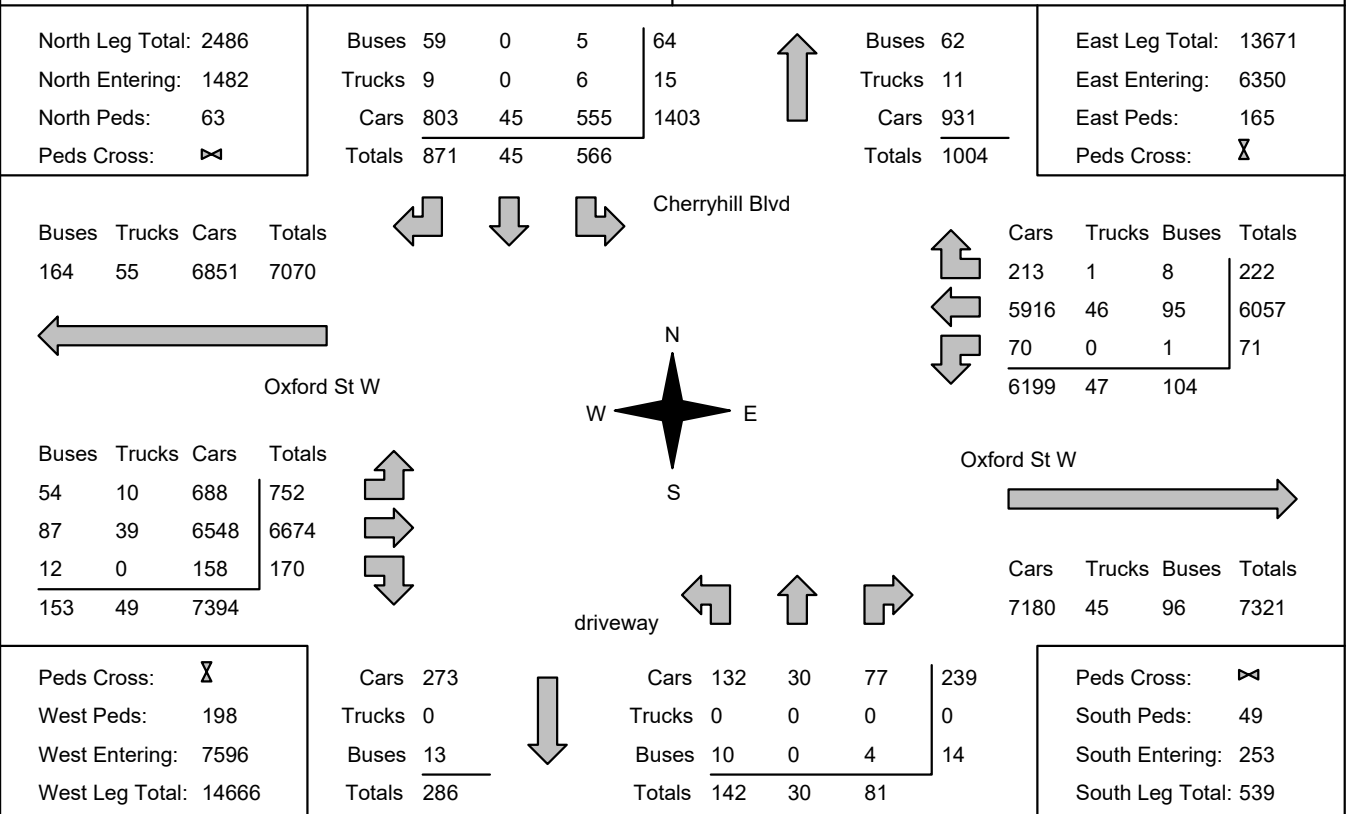 North Leg Total: 2486
North Entering: 1482
North Peds: 63
Peds Cross:
Buses 59 0 5 64
Trucks 9 0 6 15
Cars 803 45 555 1403
Totals 871 45 566
Buses 62
Trucks 11
Cars 931
Totals 1004
East Leg Total: 13671
East Entering: 6350
East Peds: 165
Peds Cross:
Cherryhill Blvd
Buses Trucks Cars Totals
164 55 6851 7070
Cars Trucks Buses Totals
213 1 8 222
5916 46 95 6057
70 0 1 71
6199 47 104
Oxford St W
N
W E
S
Buses Trucks Cars Totals
54 10 688 752
87 39 6548 6674
12 0 158 170
153 49 7394
Oxford St W
Cars Trucks Buses Totals
7180 45 96 7321
driveway
Peds Cross:
West Peds: 198
West Entering: 7596
West Leg Total: 14666
Cars 273
Trucks 0
Buses 13
Totals 286
Cars 132 30 77 239
Trucks 0 0 0 0
Buses 10 0 4 14
Totals 142 30 81
Peds Cross:
South Peds: 49
South Entering: 253
South Leg Total: 539